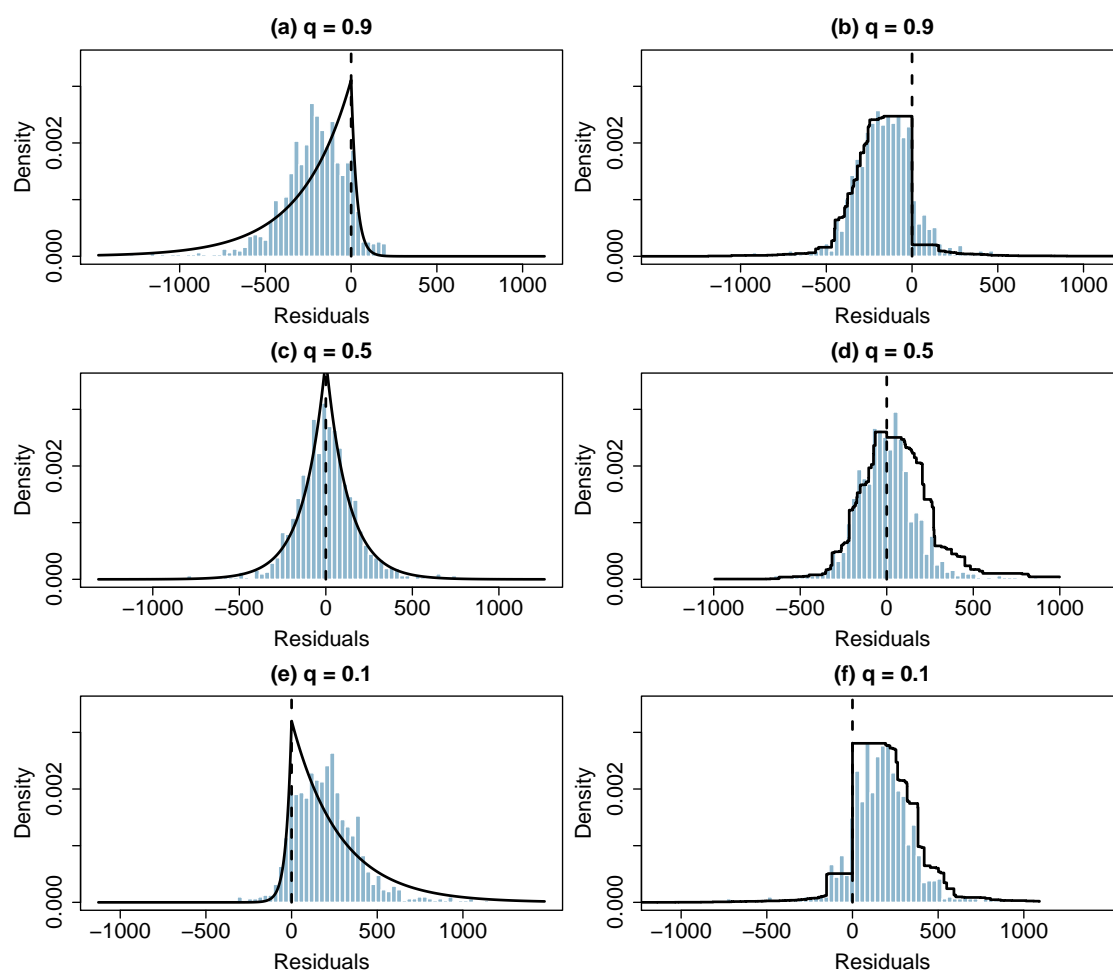 (a) q = 0.9
Density
0.000 0.002
−1000 −500 0 500 1000
Residuals
(b) q = 0.9
Density
0.000 0.002
−1000 −500 0 500 1000
Residuals
(c) q = 0.5
Density
0.000 0.002
−1000 −500 0 500 1000
Residuals
(d) q = 0.5
Density
0.000 0.002
−1000 −500 0 500 1000
Residuals
(e) q = 0.1
Density
0.000 0.002
−1000 −500 0 500 1000
Residuals
(f) q = 0.1
Density
0.000 0.002
−1000 −500 0 500 1000
Residuals